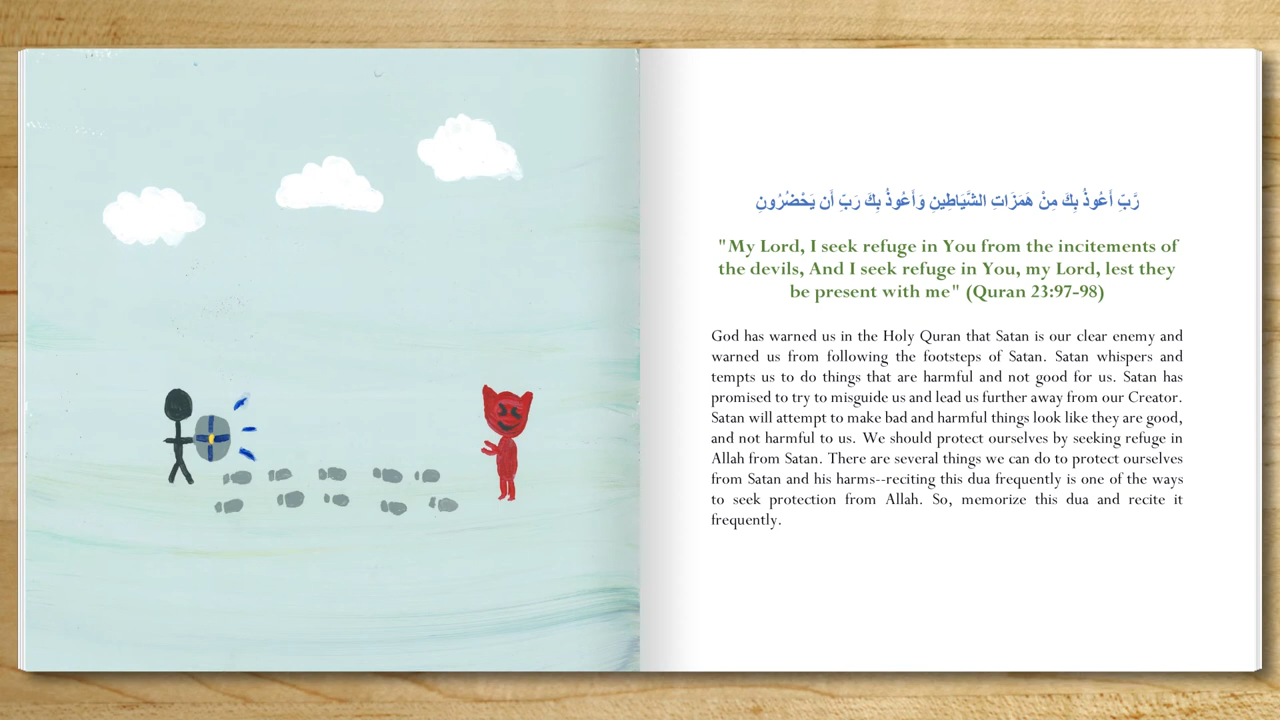 رَّبِّ أَعُوذُ بِكَ مِنْ هَمَزَاتِ الشَّيَاطِينِ وَأَعُوذُ بِكَ رَبِّ أَن يَحْضُرُونِ
"My Lord, I seek refuge in You from the incitements of
the devils, And I seek refuge in You, my Lord, lest they
be present with me" (Quran 23:97-98)
God has warned us in the Holy Quran that Satan is our clear enemy and
warned us from following the footsteps of Satan. Satan whispers and
tempts us to do things that are harmful and not good for us. Satan has
promised to try to misguide us and lead us further away from our Creator.
Satan will attempt to make bad and harmful things look like they are good,
and not harmful to us. We should protect ourselves by seeking refuge in
Allah from Satan. There are several things we can do to protect ourselves
from Satan and his harms--reciting this dua frequently is one of the ways
to seek protection from Allah. So, memorize this dua and recite it
frequently.